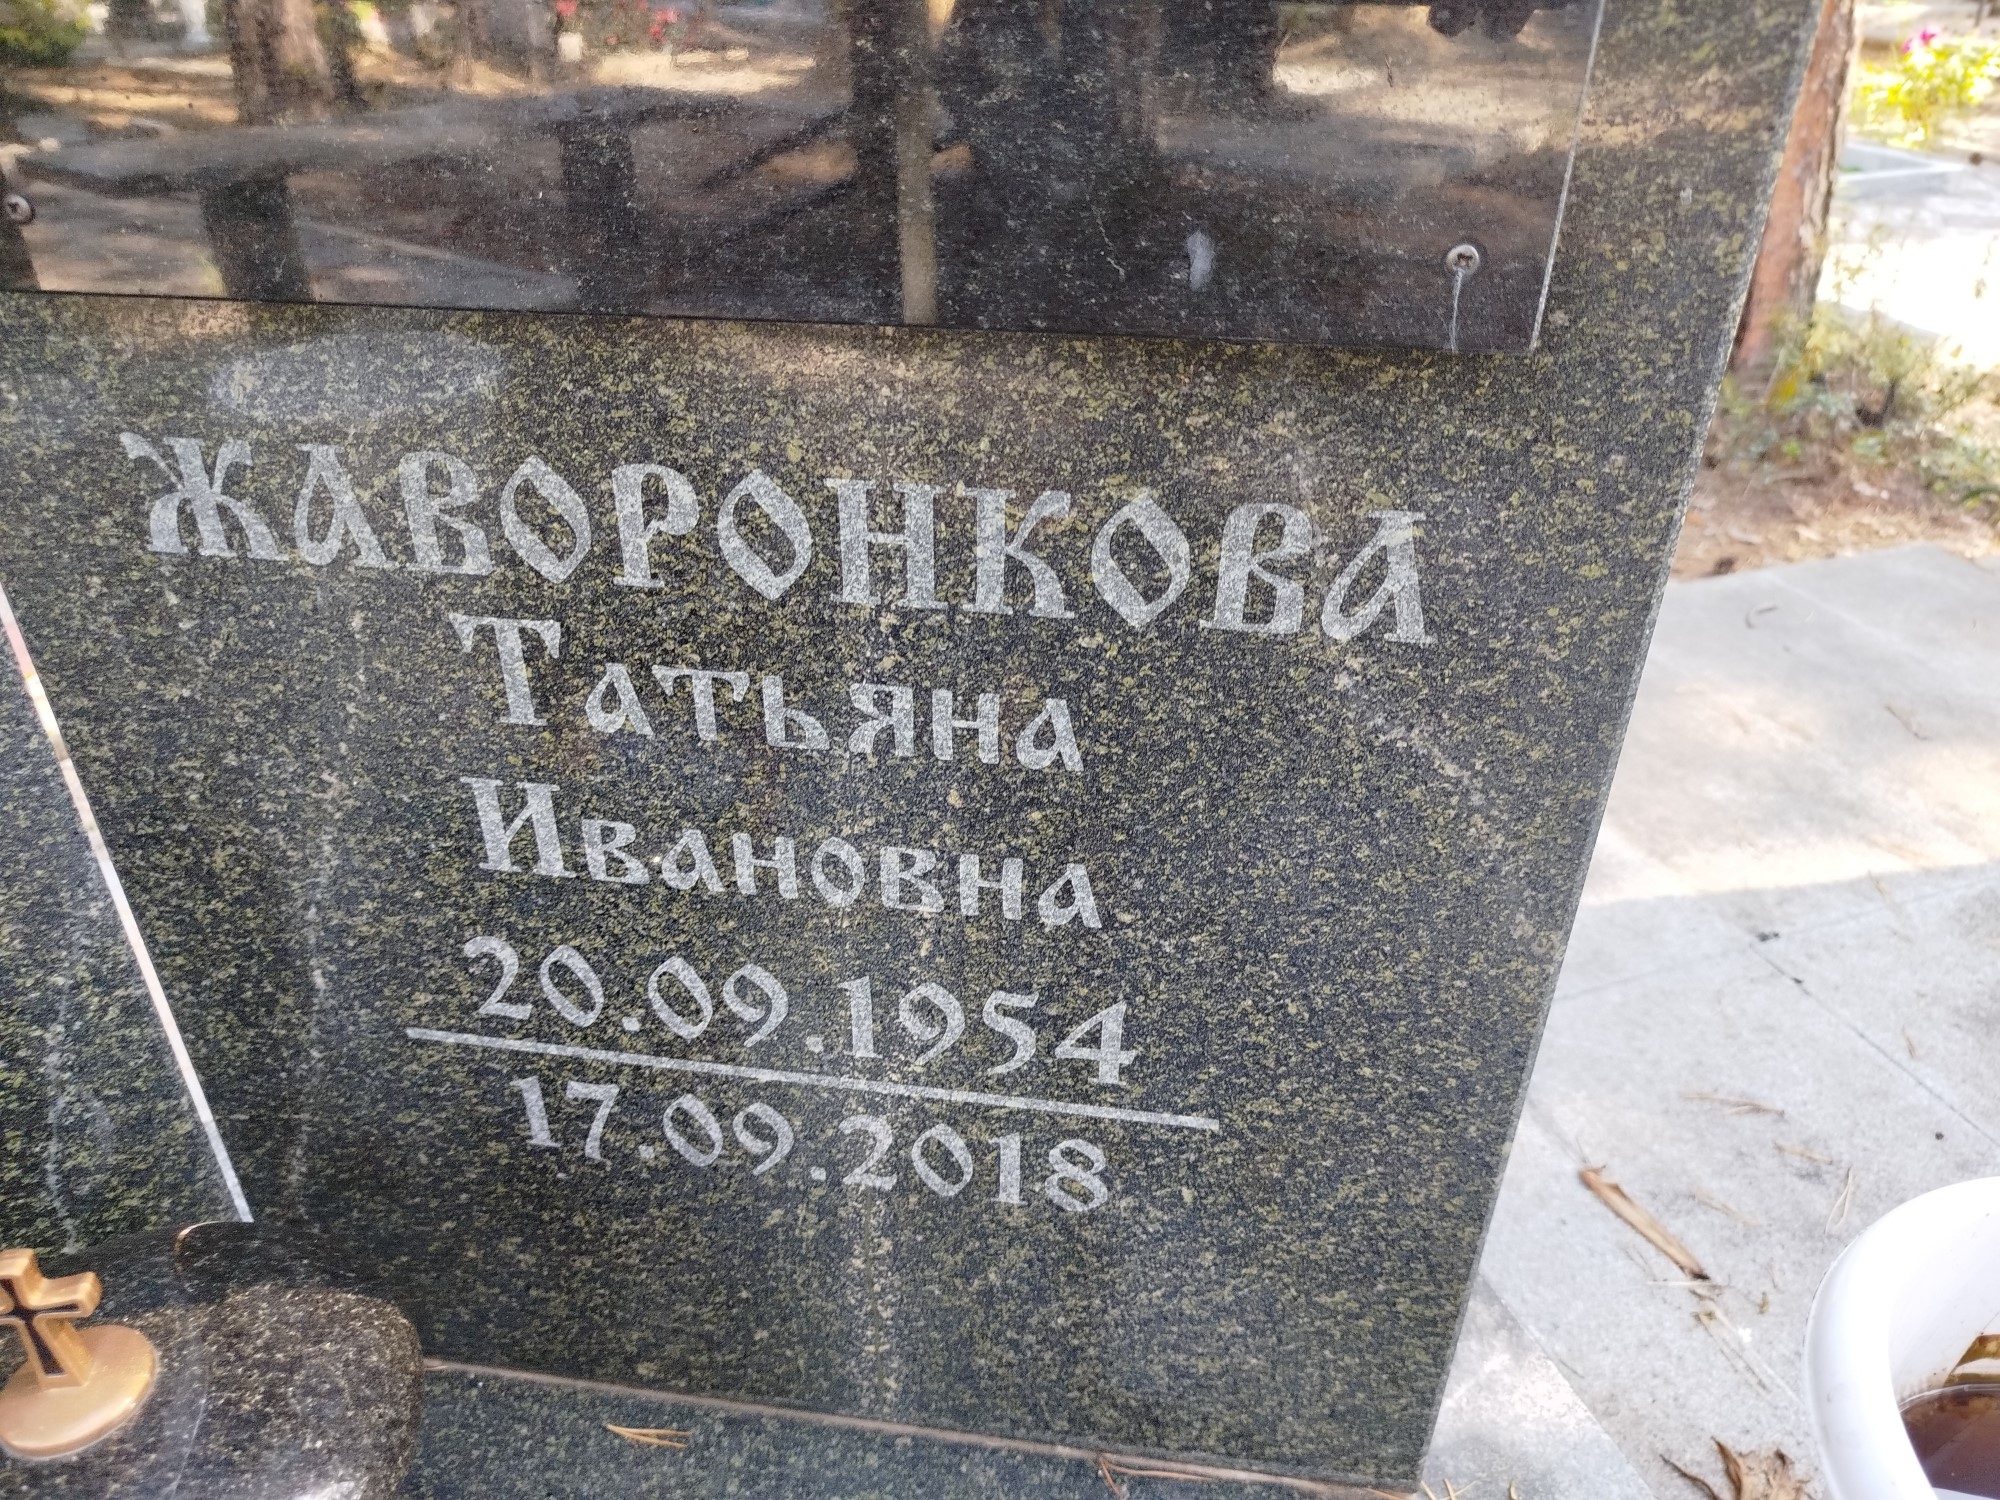 ЖАВОРОНКОВА
Татьяна
Ивановна
20.09.1954
17.09.2018